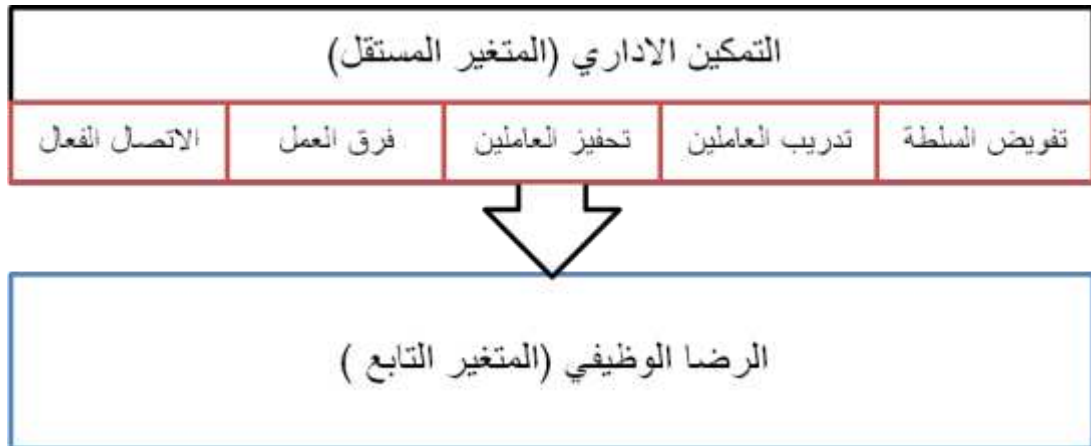 التمكين الاداري (المتغير المستقل)
تفويض السلطة
تدريب العاملين
تحفيز العاملين
فرق العمل
الاتصال الفعال
الرضا الوظيفي (المتغير التابع )